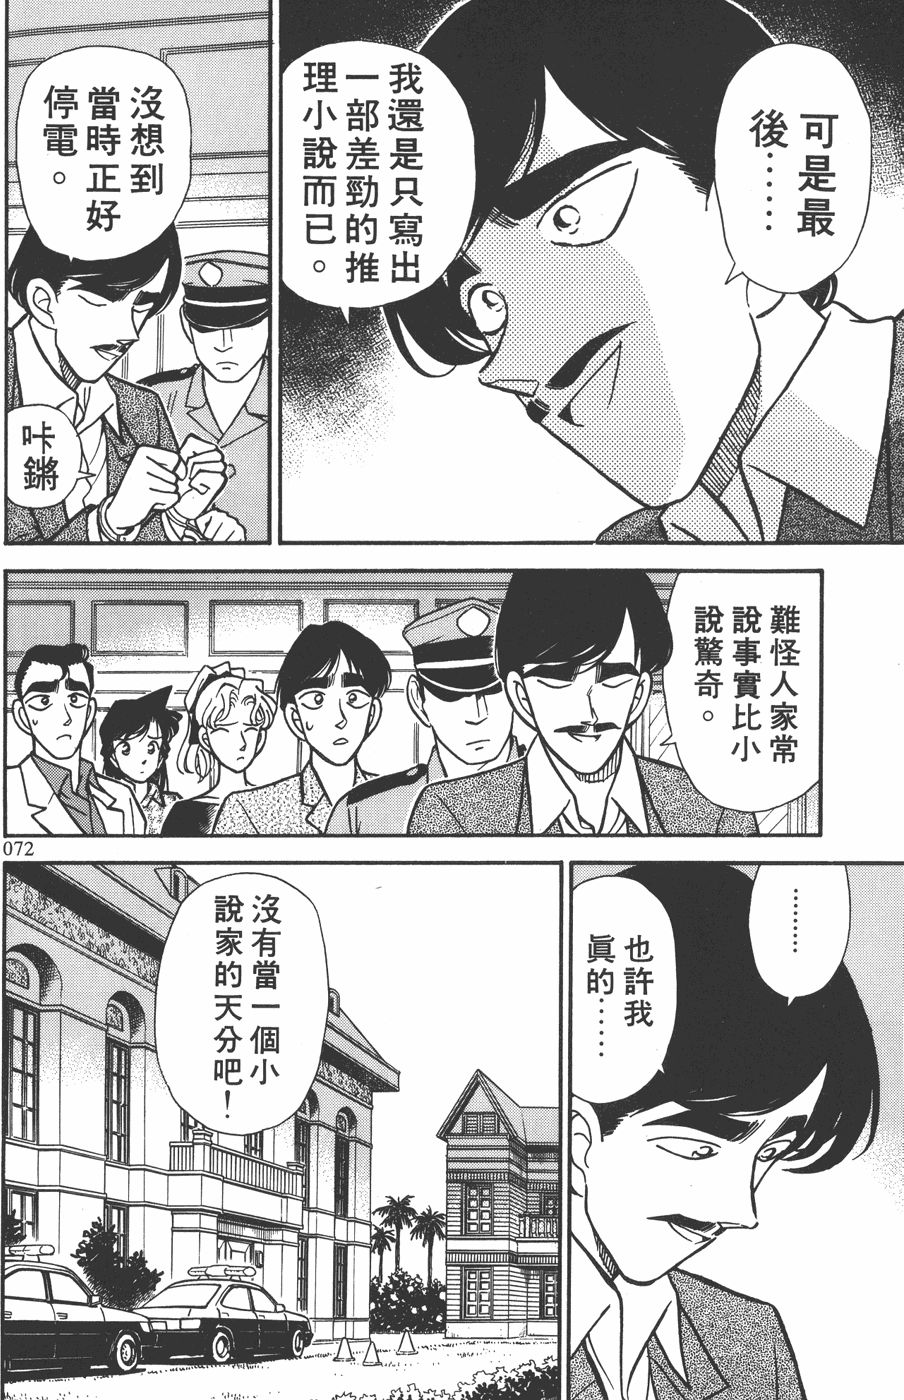 可是最
後……
我還是只寫出
一部差勁的推
理小說而已。
沒想到
當時正好
停電。
咔鏘
難怪人家常
說事實比小
說驚奇。
072
………
也許我
眞的……
沒有當一個小
說家的天分吧！